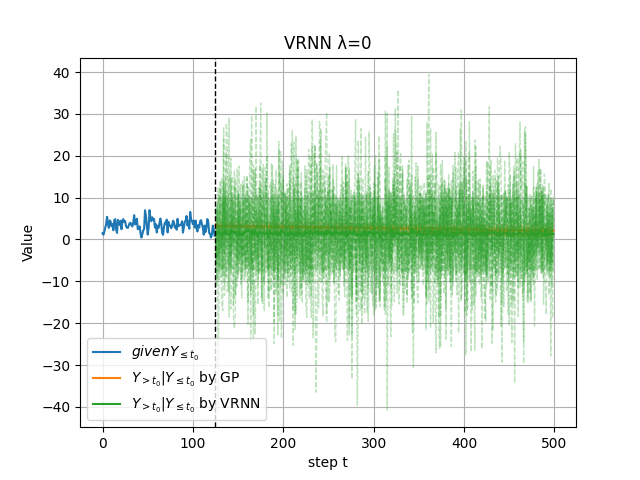 VRNN λ=0
Value
40
30
20
10
0
−10
−20
−30
−40
givenY≤t₀
Y>t₀|Y≤t₀ by GP
Y>t₀|Y≤t₀ by VRNN
0 100 200 300 400 500
step t